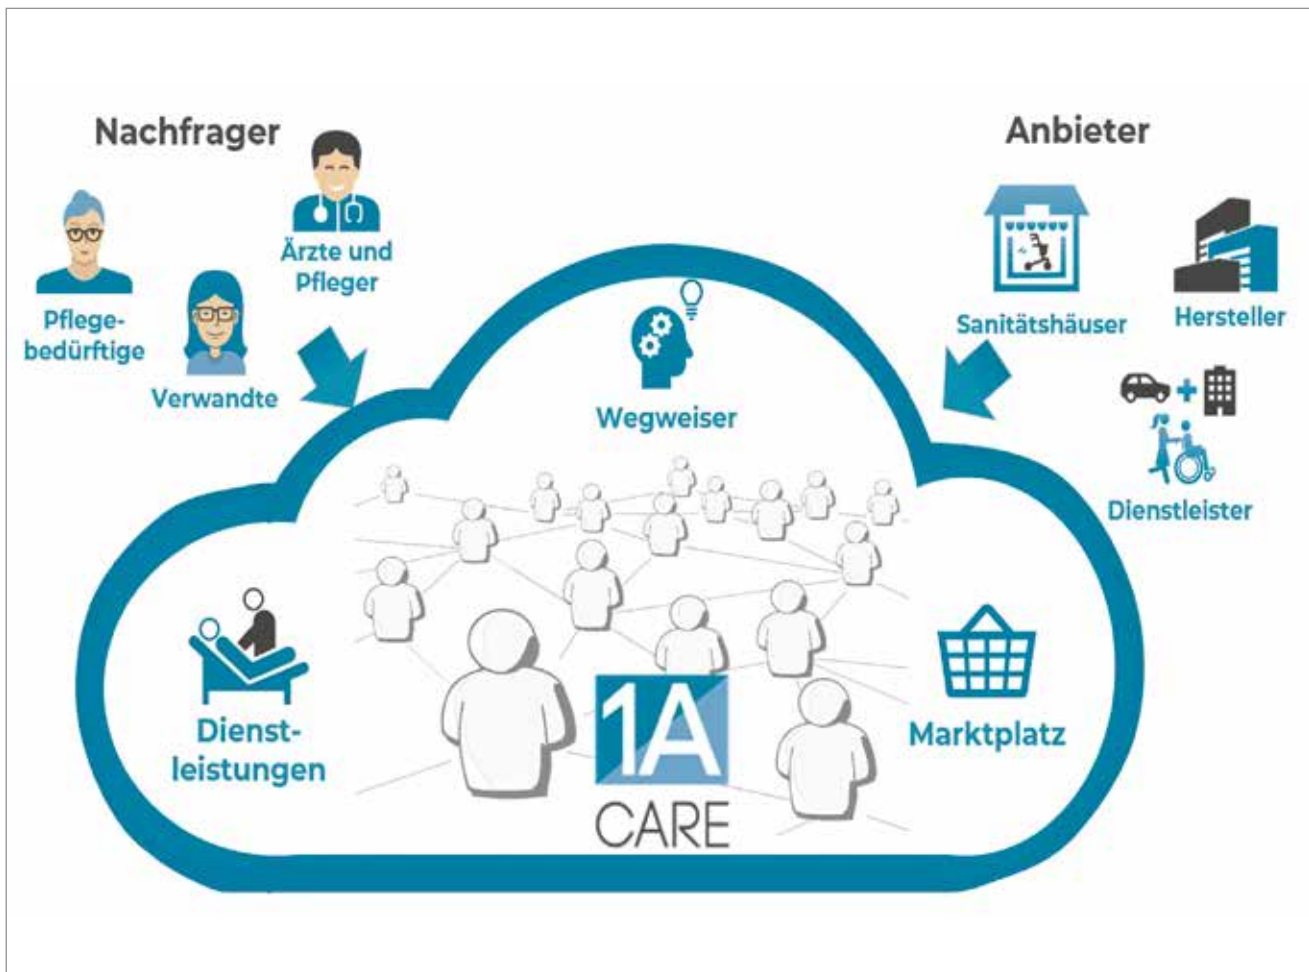 Nachfrager
Ärzte und
Pfleger
Pflege-
bedürftige
Verwandte
Anbieter
Sanitätshäuser
Hersteller
Dienstleister
Wegweiser
Dienst-
leistungen
Marktplatz
1A
CARE